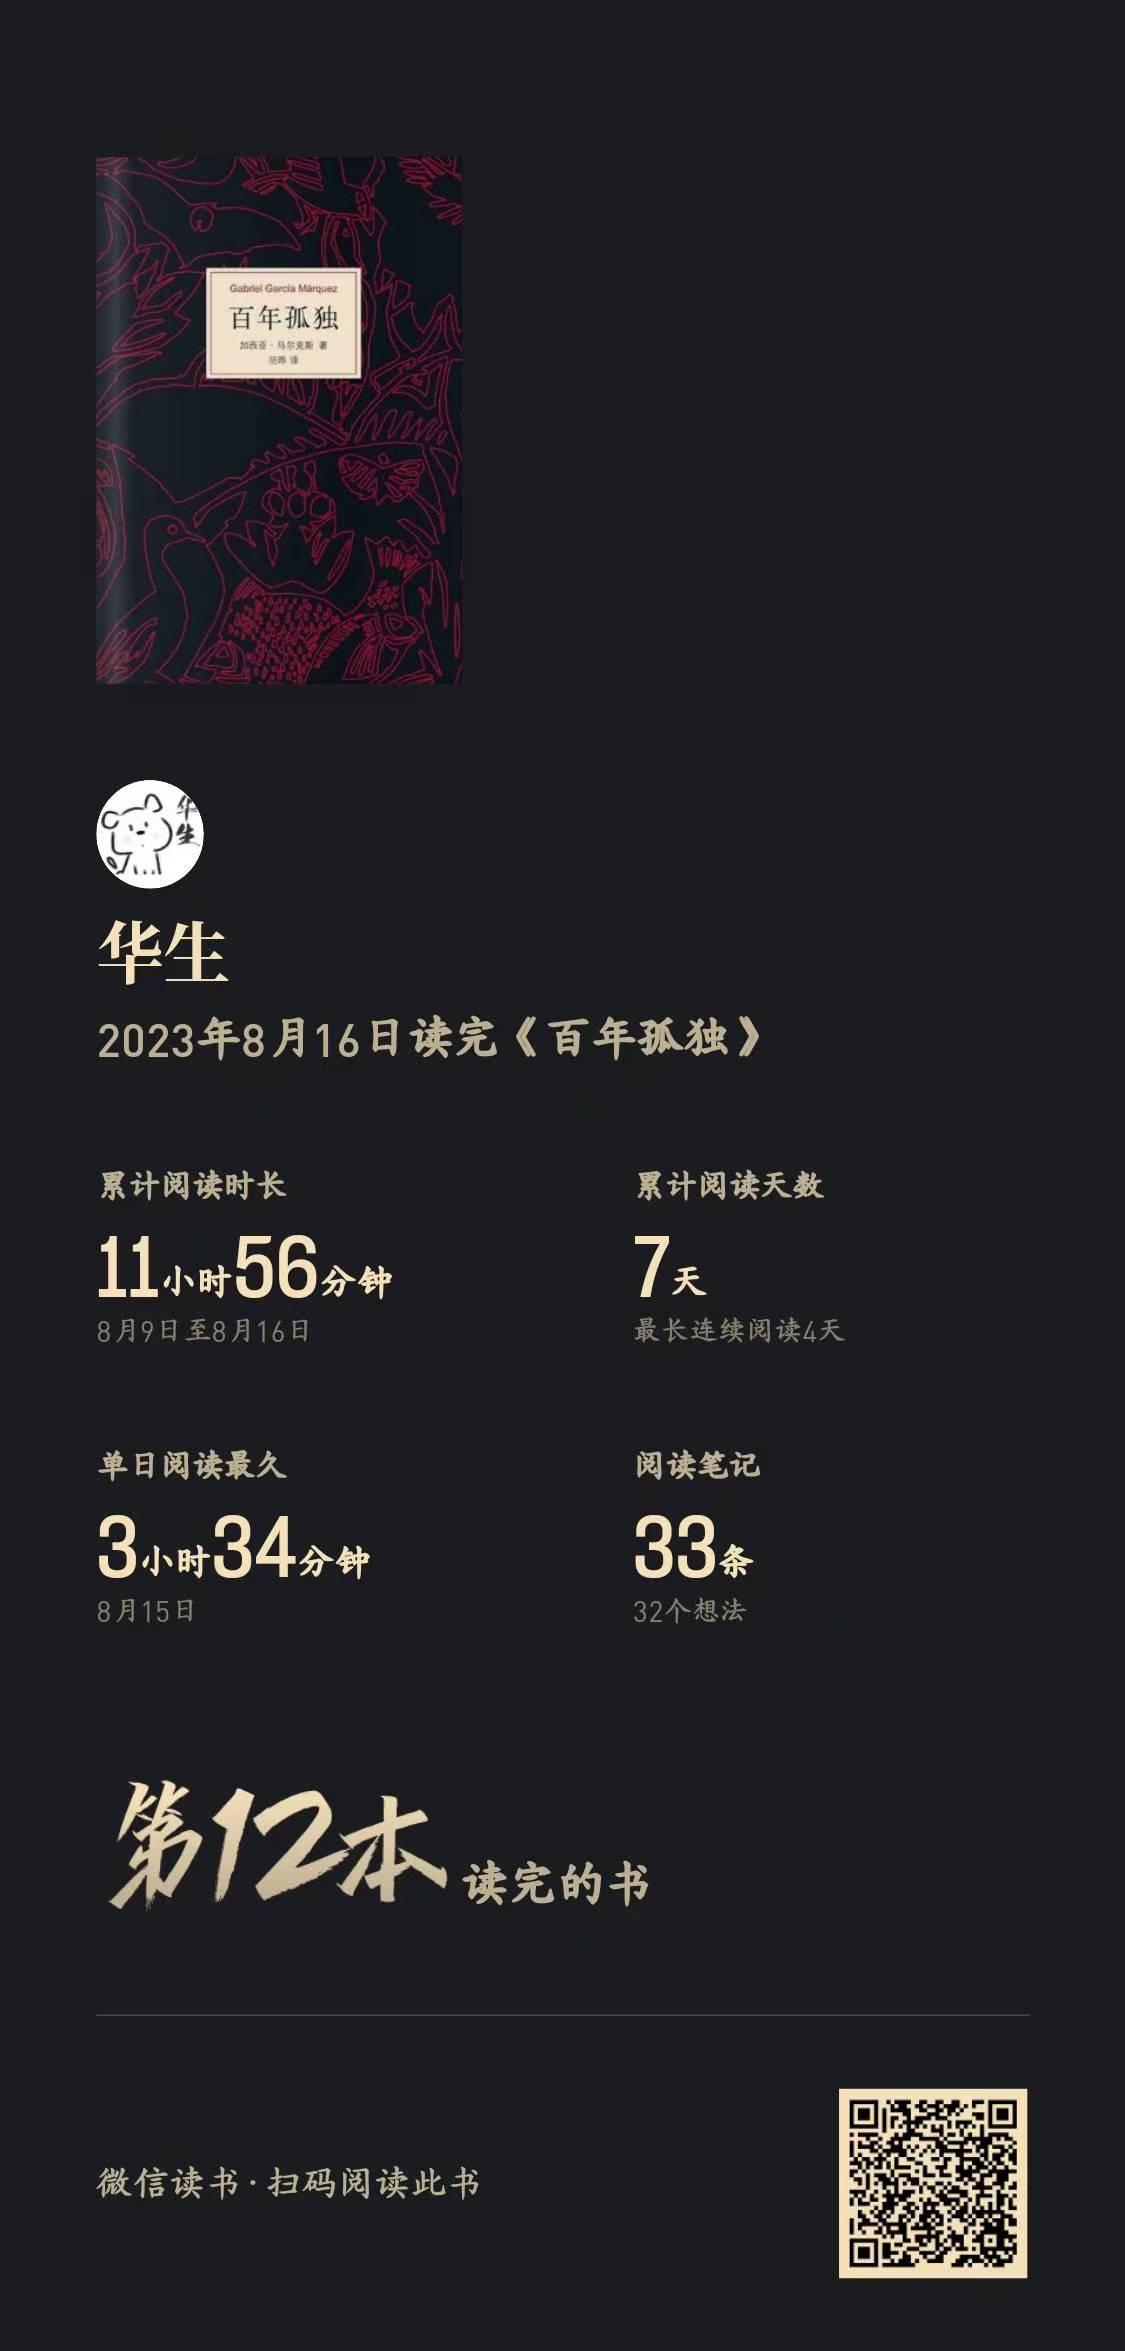 Gabriel García Márquez
百年孤独
加西亚·马尔克斯 著
范晔 译
华生
华生
2023年8月16日读完《百年孤独》
累计阅读时长
11小时56分钟
8月9日至8月16日
累计阅读天数
7天
最长连续阅读4天
单日阅读最久
3小时34分钟
8月15日
阅读笔记
33条
32个想法
第12本 读完的书
微信读书·扫码阅读此书